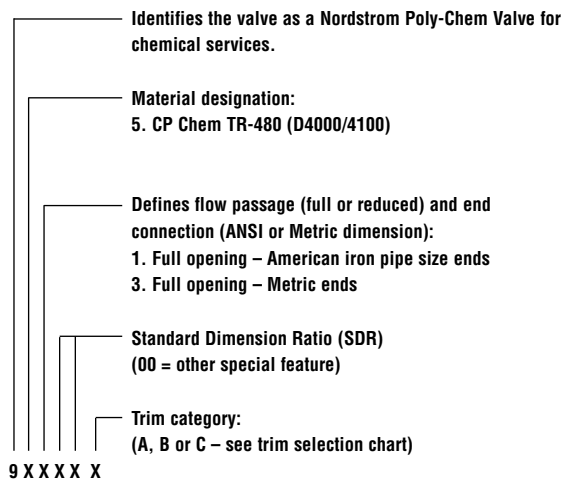 Identifies the valve as a Nordstrom Poly-Chem Valve for
chemical services.
Material designation:
5. CP Chem TR-480 (D4000/4100)
Defines flow passage (full or reduced) and end
connection (ANSI or Metric dimension):
1. Full opening – American iron pipe size ends
3. Full opening – Metric ends
Standard Dimension Ratio (SDR)
(00 = other special feature)
Trim category:
(A, B or C – see trim selection chart)
9 X X X X X